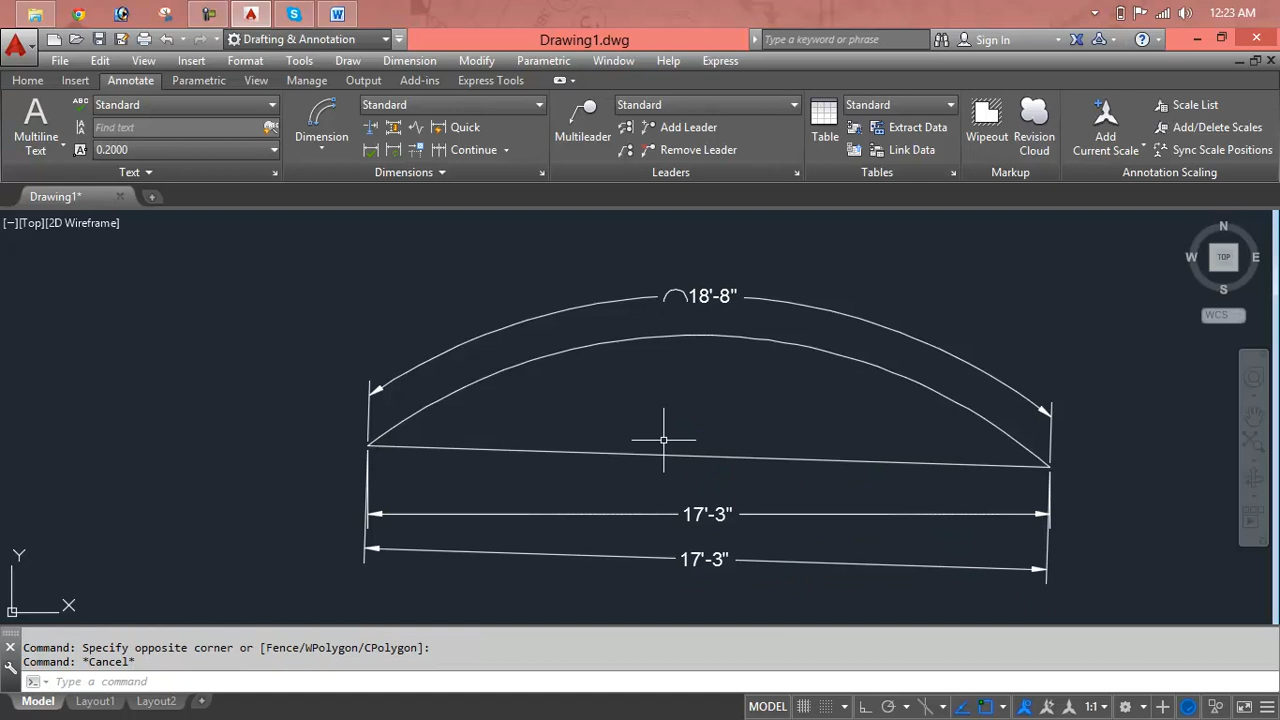 12:23 AM
Drafting & Annotation
Drawing1.dwg
Type a keyword or phrase
Sign In
File Edit View Insert Format Tools Draw Dimension Modify Parametric Window Help Express
Home Insert Annotate Parametric View Manage Output Add-ins Express Tools
Multiline Text
ABC
Standard
Find text
0.2000
Dimension
Standard
Quick
Continue
Multileader
Standard
Add Leader
Remove Leader
Table
Standard
Extract Data
Link Data
Wipeout
Revision Cloud
Add Current Scale
Scale List
Add/Delete Scales
Sync Scale Positions
Text
Dimensions
Leaders
Tables
Markup
Annotation Scaling
Drawing1*
[−][Top][2D Wireframe]
N
W TOP E
S
WCS
18'-8"
17'-3"
17'-3"
Y
X
Command: Specify opposite corner or [Fence/WPolygon/CPolygon]:
Command: *Cancel*
Type a command
Model Layout1 Layout2
MODEL
1:1